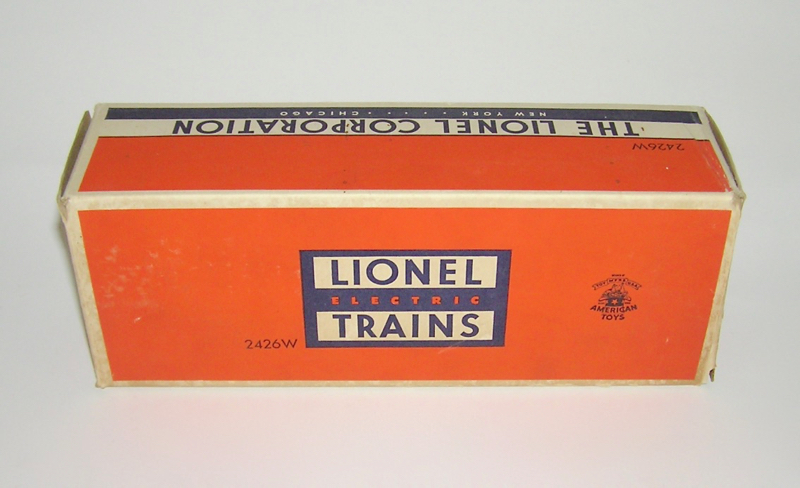 NEW YORK · · · · · CHICAGO
THE LIONEL CORPORATION
2426W
LIONEL
ELECTRIC
TRAINS
2426W
AMERICAN
TOYS